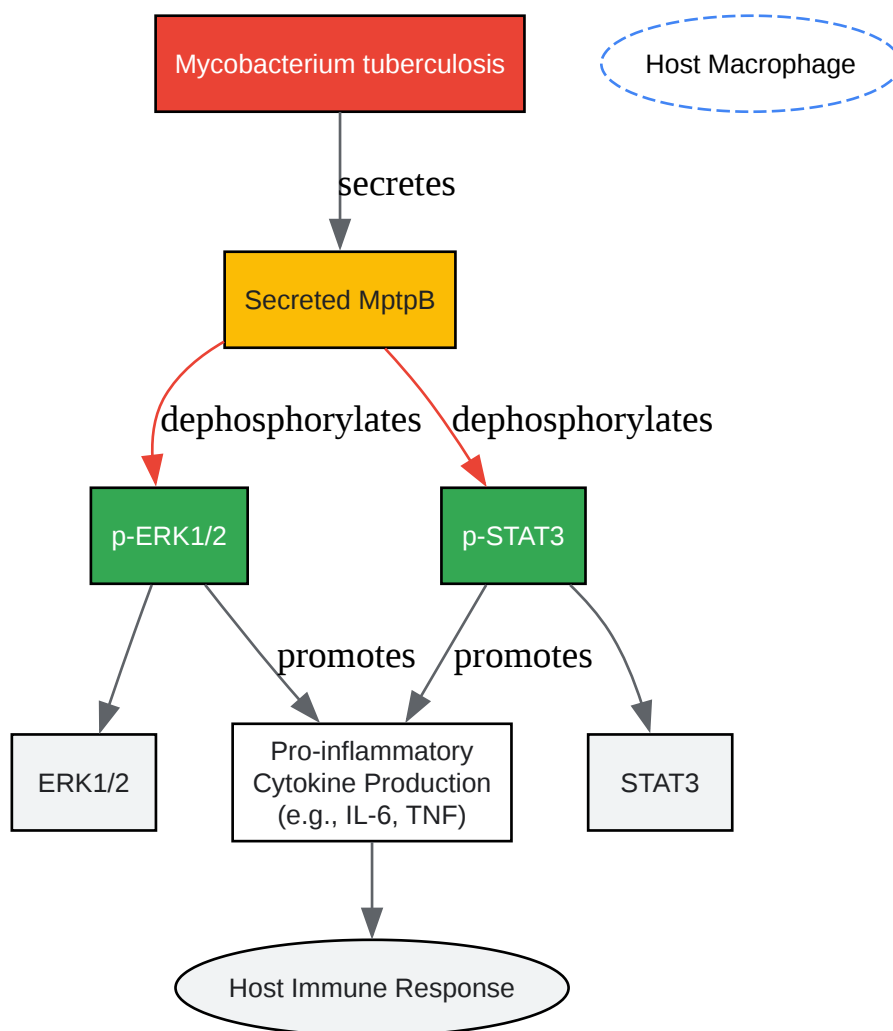 Mycobacterium tuberculosis
Host Macrophage
secretes
Secreted MptpB
dephosphorylates
dephosphorylates
p-ERK1/2
p-STAT3
promotes
promotes
ERK1/2
Pro-inflammatory
Cytokine Production
(e.g., IL-6, TNF)
STAT3
Host Immune Response